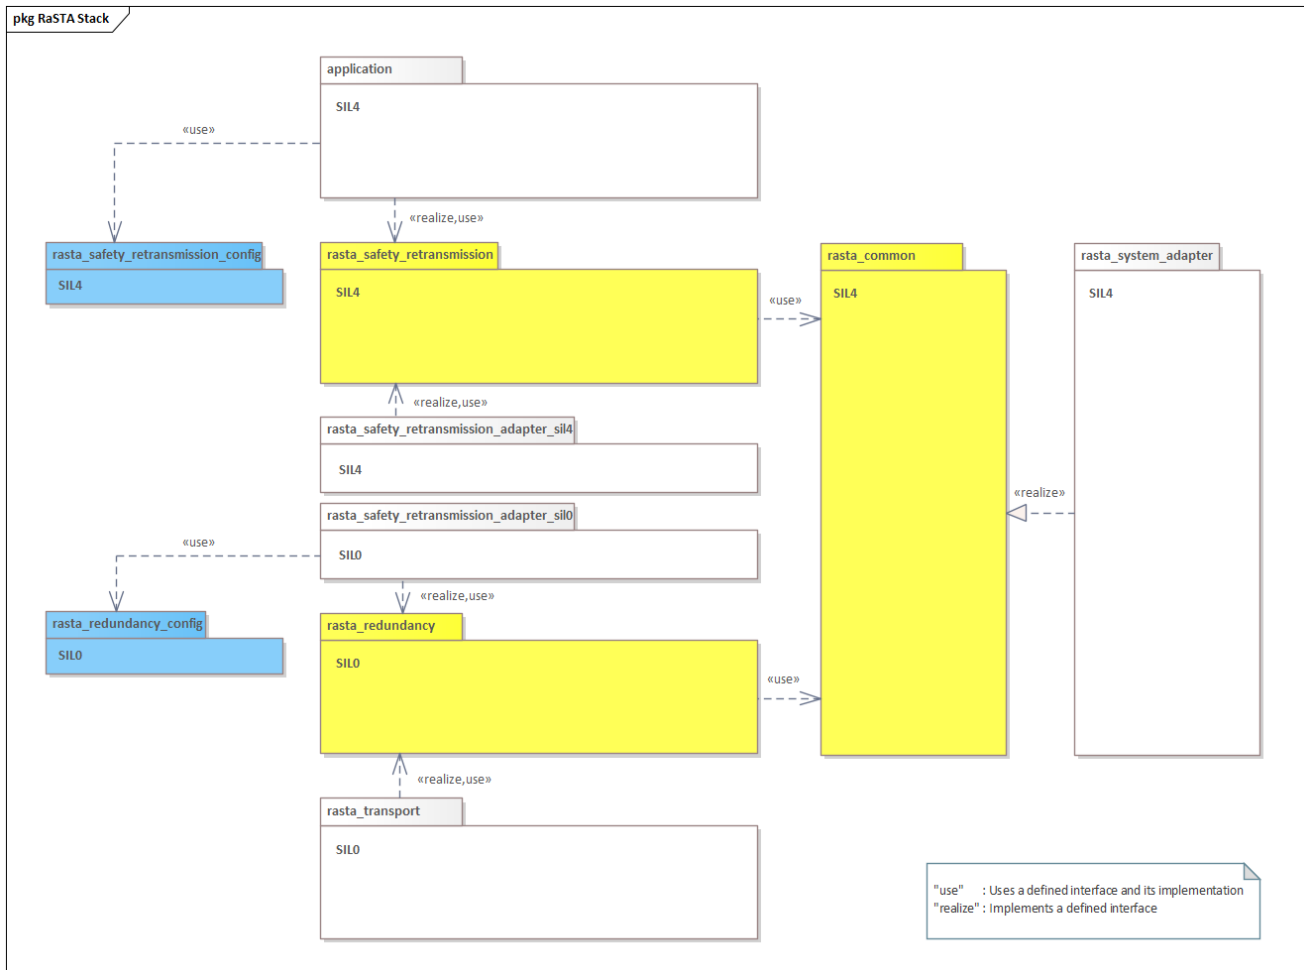 pkg RaSTA Stack
application
SIL4
«use»
«realize,use»
rasta_safety_retransmission_config
SIL4
rasta_safety_retransmission
SIL4
rasta_common
SIL4
rasta_system_adapter
SIL4
«use»
«realize,use»
rasta_safety_retransmission_adapter_sil4
SIL4
«realize»
rasta_safety_retransmission_adapter_sil0
SIL0
«use»
«realize,use»
rasta_redundancy_config
SIL0
rasta_redundancy
SIL0
«use»
«realize,use»
rasta_transport
SIL0
"use" : Uses a defined interface and its implementation
"realize" : Implements a defined interface